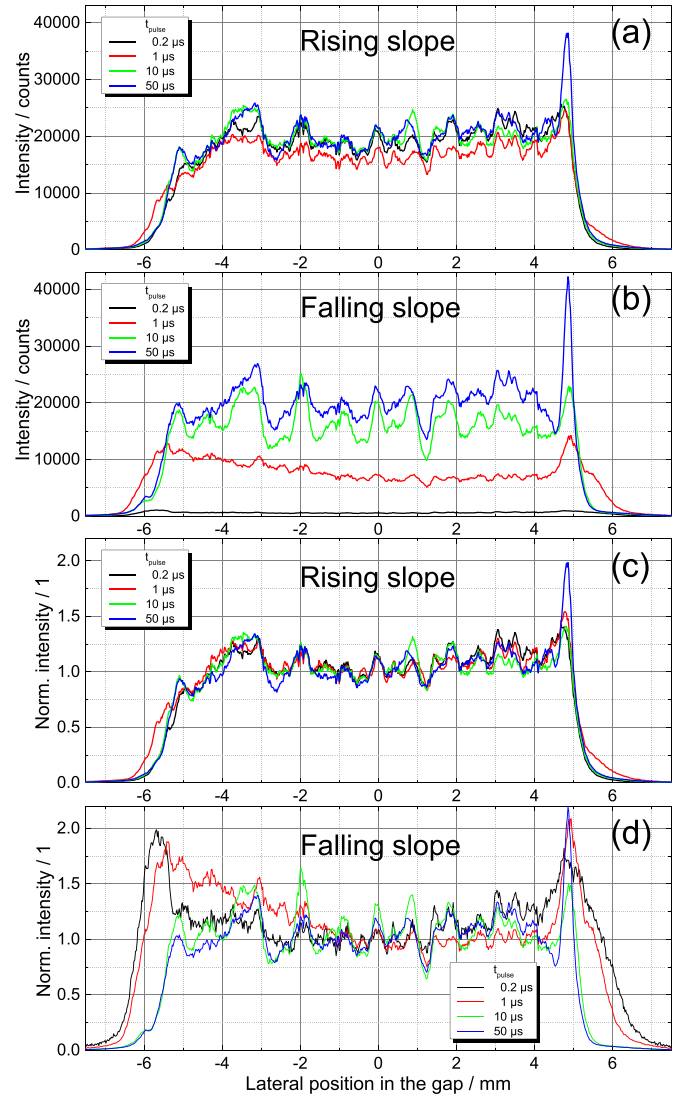 (a)
Rising slope
t_pulse
0.2 µs
1 µs
10 µs
50 µs
Intensity / counts
40000
30000
20000
10000
0
-6 -4 -2 0 2 4 6
(b)
Falling slope
t_pulse
0.2 µs
1 µs
10 µs
50 µs
Intensity / counts
40000
30000
20000
10000
0
-6 -4 -2 0 2 4 6
(c)
Rising slope
t_pulse
0.2 µs
1 µs
10 µs
50 µs
Norm. intensity / 1
2.0
1.5
1.0
0.5
0.0
-6 -4 -2 0 2 4 6
(d)
Falling slope
Norm. intensity / 1
2.0
1.5
1.0
0.5
0.0
t_pulse
0.2 µs
1 µs
10 µs
50 µs
-6 -4 -2 0 2 4 6
Lateral position in the gap / mm